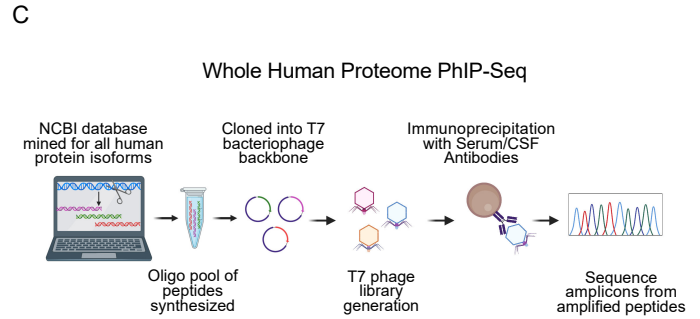 C
Whole Human Proteome PhIP-Seq
NCBI database
mined for all human
protein isoforms
Cloned into T7
bacteriophage
backbone
Immunoprecipitation
with Serum/CSF
Antibodies
Oligo pool of
peptides
synthesized
T7 phage
library
generation
Sequence
amplicons from
amplified peptides